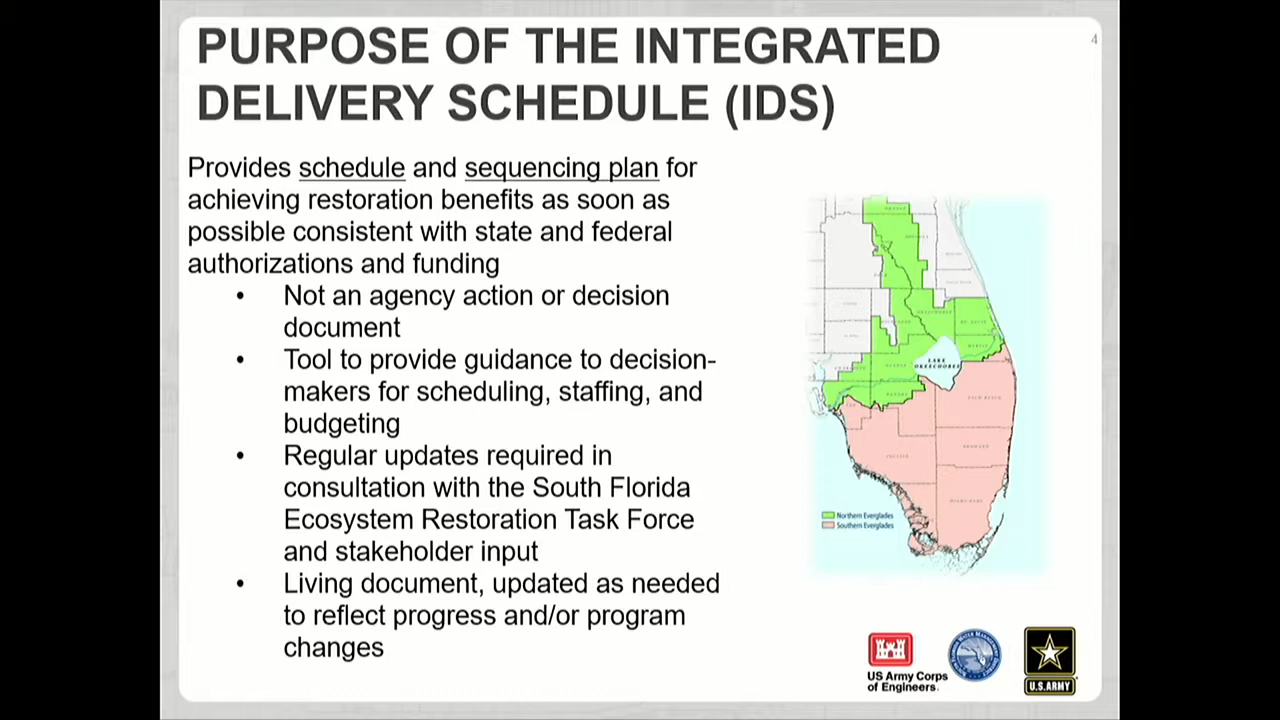 4
PURPOSE OF THE INTEGRATED
DELIVERY SCHEDULE (IDS)
Provides schedule and sequencing plan for
achieving restoration benefits as soon as
possible consistent with state and federal
authorizations and funding
• Not an agency action or decision
document
• Tool to provide guidance to decision-
makers for scheduling, staffing, and
budgeting
• Regular updates required in
consultation with the South Florida
Ecosystem Restoration Task Force
and stakeholder input
• Living document, updated as needed
to reflect progress and/or program
changes
LAKE
OKEECHOBEE
Northern Everglades
Southern Everglades
US Army Corps
of Engineers.
U.S.ARMY